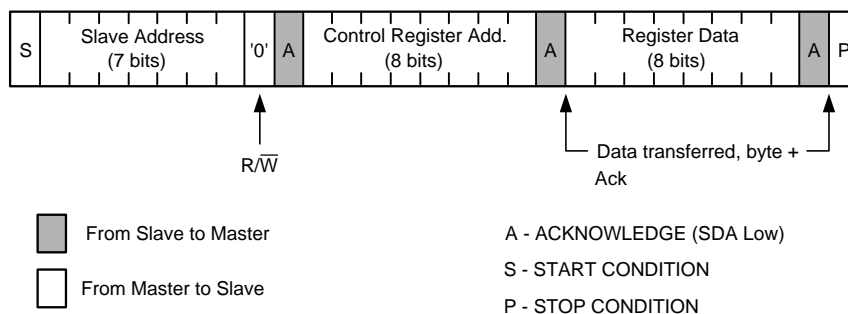 S Slave Address (7 bits) '0' A Control Register Add. (8 bits) A Register Data (8 bits) A P
R/W̅
Data transferred, byte +
Ack
From Slave to Master
From Master to Slave
A - ACKNOWLEDGE (SDA Low)
S - START CONDITION
P - STOP CONDITION